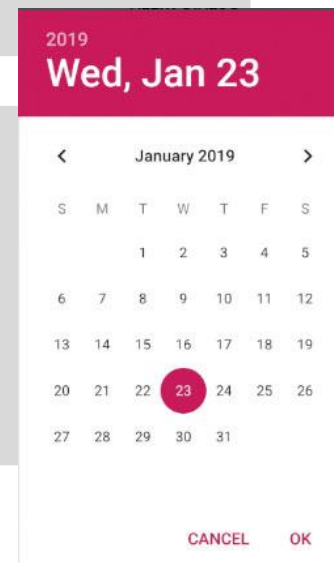 2019
Wed, Jan 23
January 2019
S M T W T F S
1 2 3 4 5
6 7 8 9 10 11 12
13 14 15 16 17 18 19
20 21 22 23 24 25 26
27 28 29 30 31
CANCEL OK